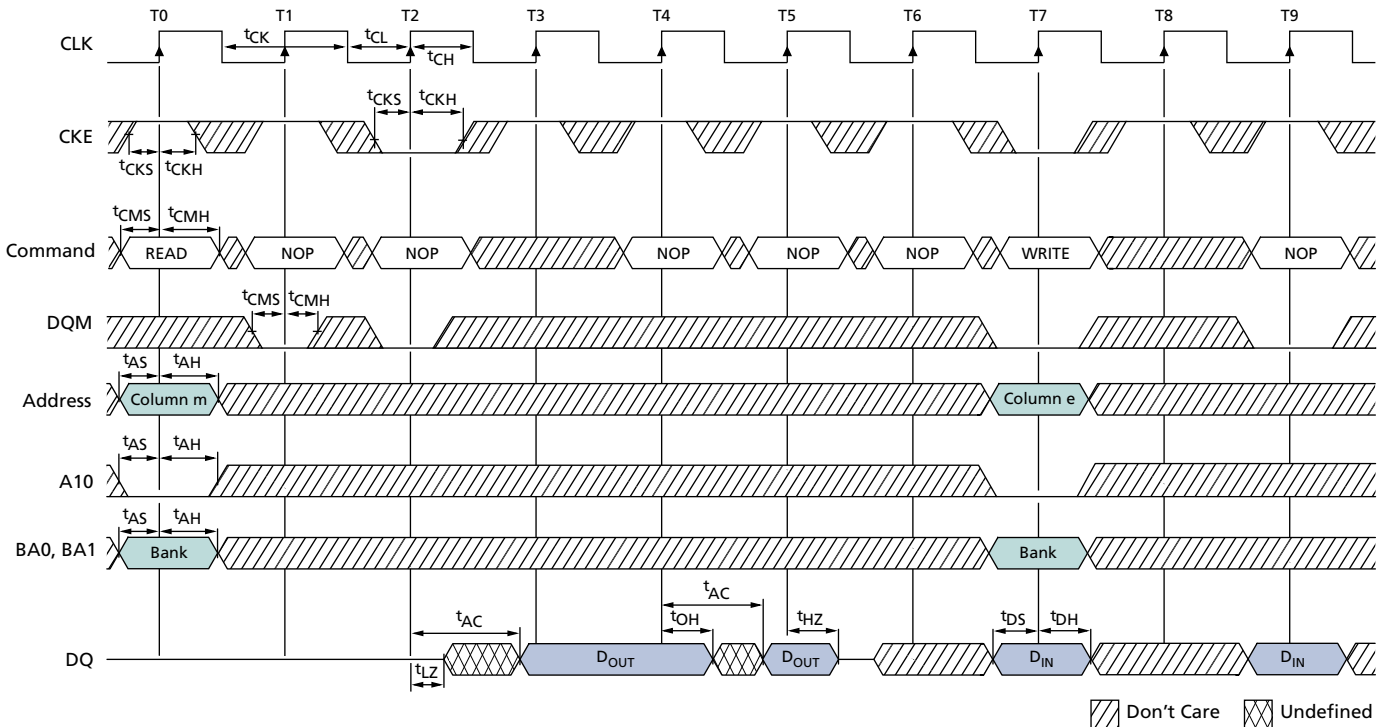 T0 T1 T2 T3 T4 T5 T6 T7 T8 T9
CLK
tCK tCL
tCH
tCKS tCKH
CKE
tCKS tCKH
tCMS tCMH
Command READ NOP NOP NOP NOP NOP WRITE NOP
tCMS tCMH
DQM
tAS tAH
Address Column m Column e
tAS tAH
A10
tAS tAH
BA0, BA1 Bank Bank
tAC
tAC tOH tHZ tDS tDH
DQ DOUT DOUT DIN DIN
tLZ
Don't Care Undefined